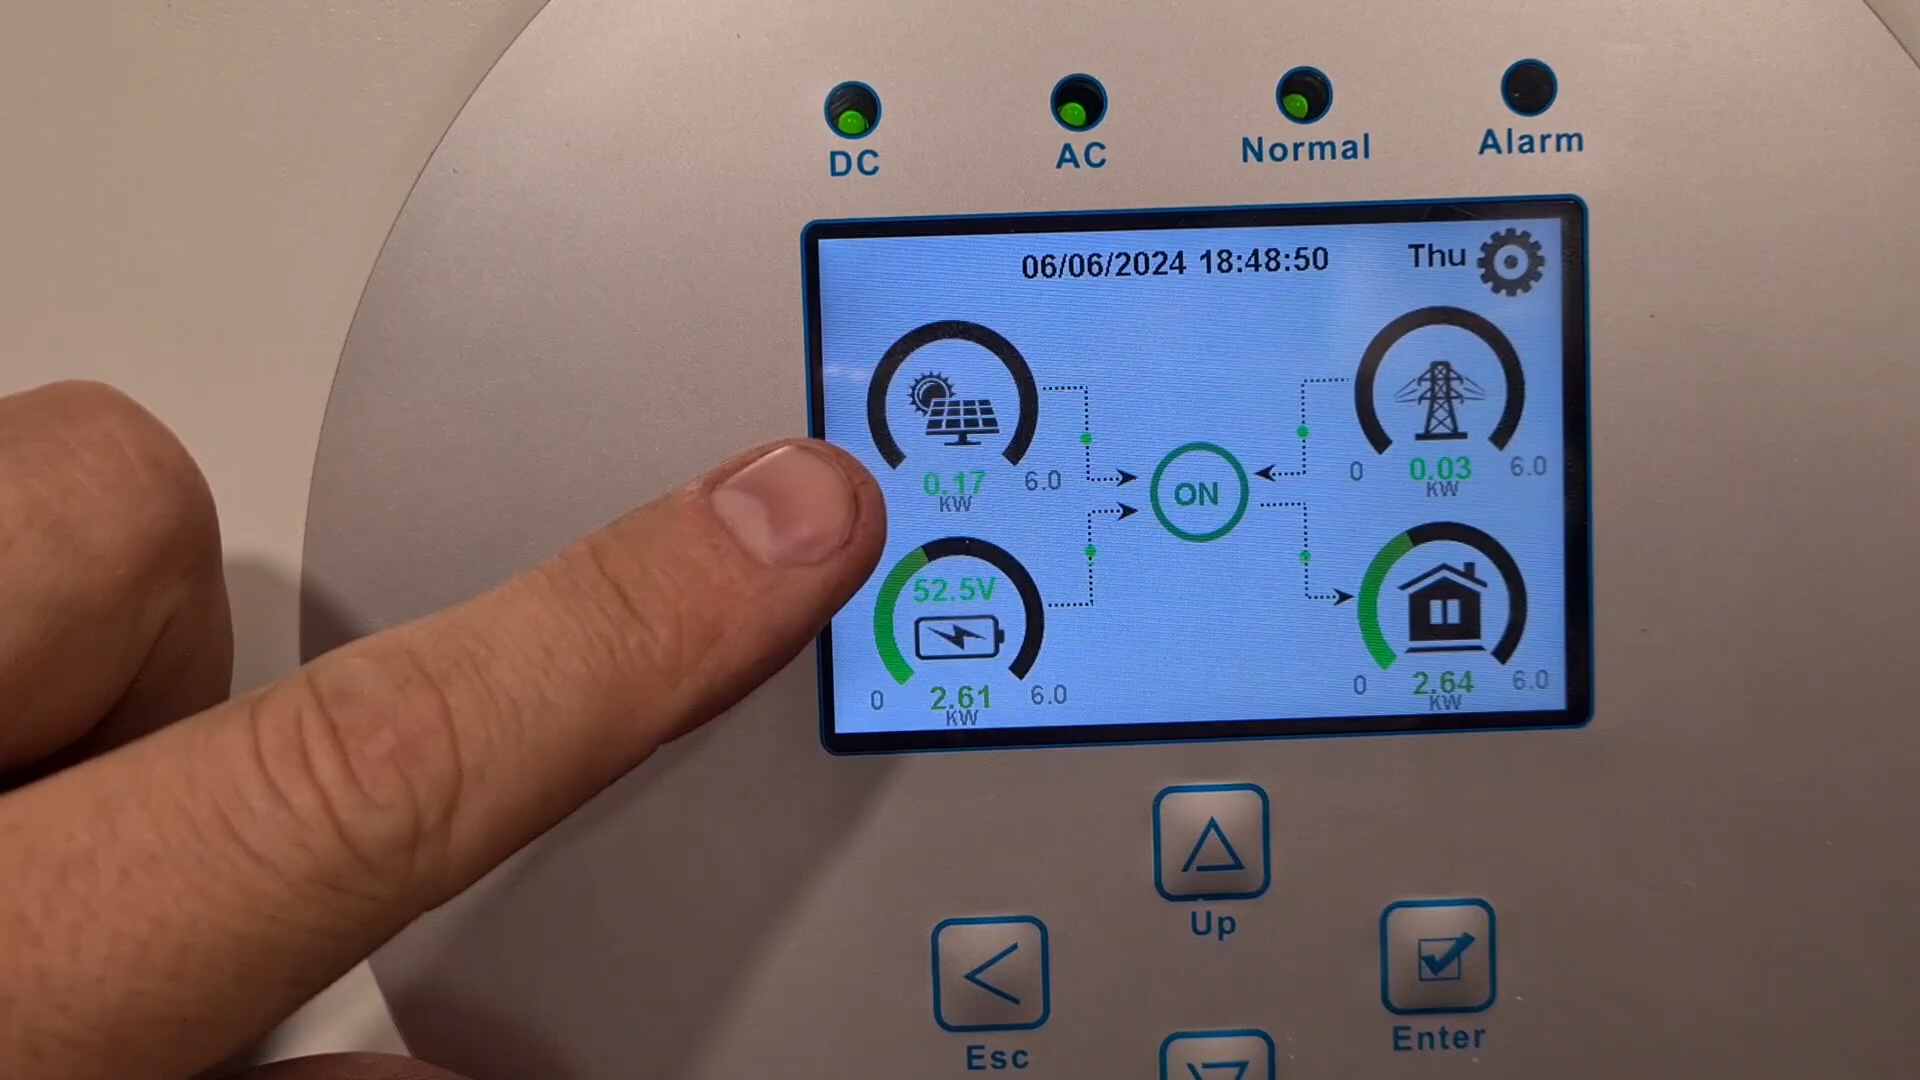 DC
AC
Normal
Alarm
06/06/2024 18:48:50 Thu
0.17 6.0
KW
0 0.03 6.0
KW
ON
52.5V
0 2.61 6.0
KW
0 2.64 6.0
KW
Up
Esc
Enter